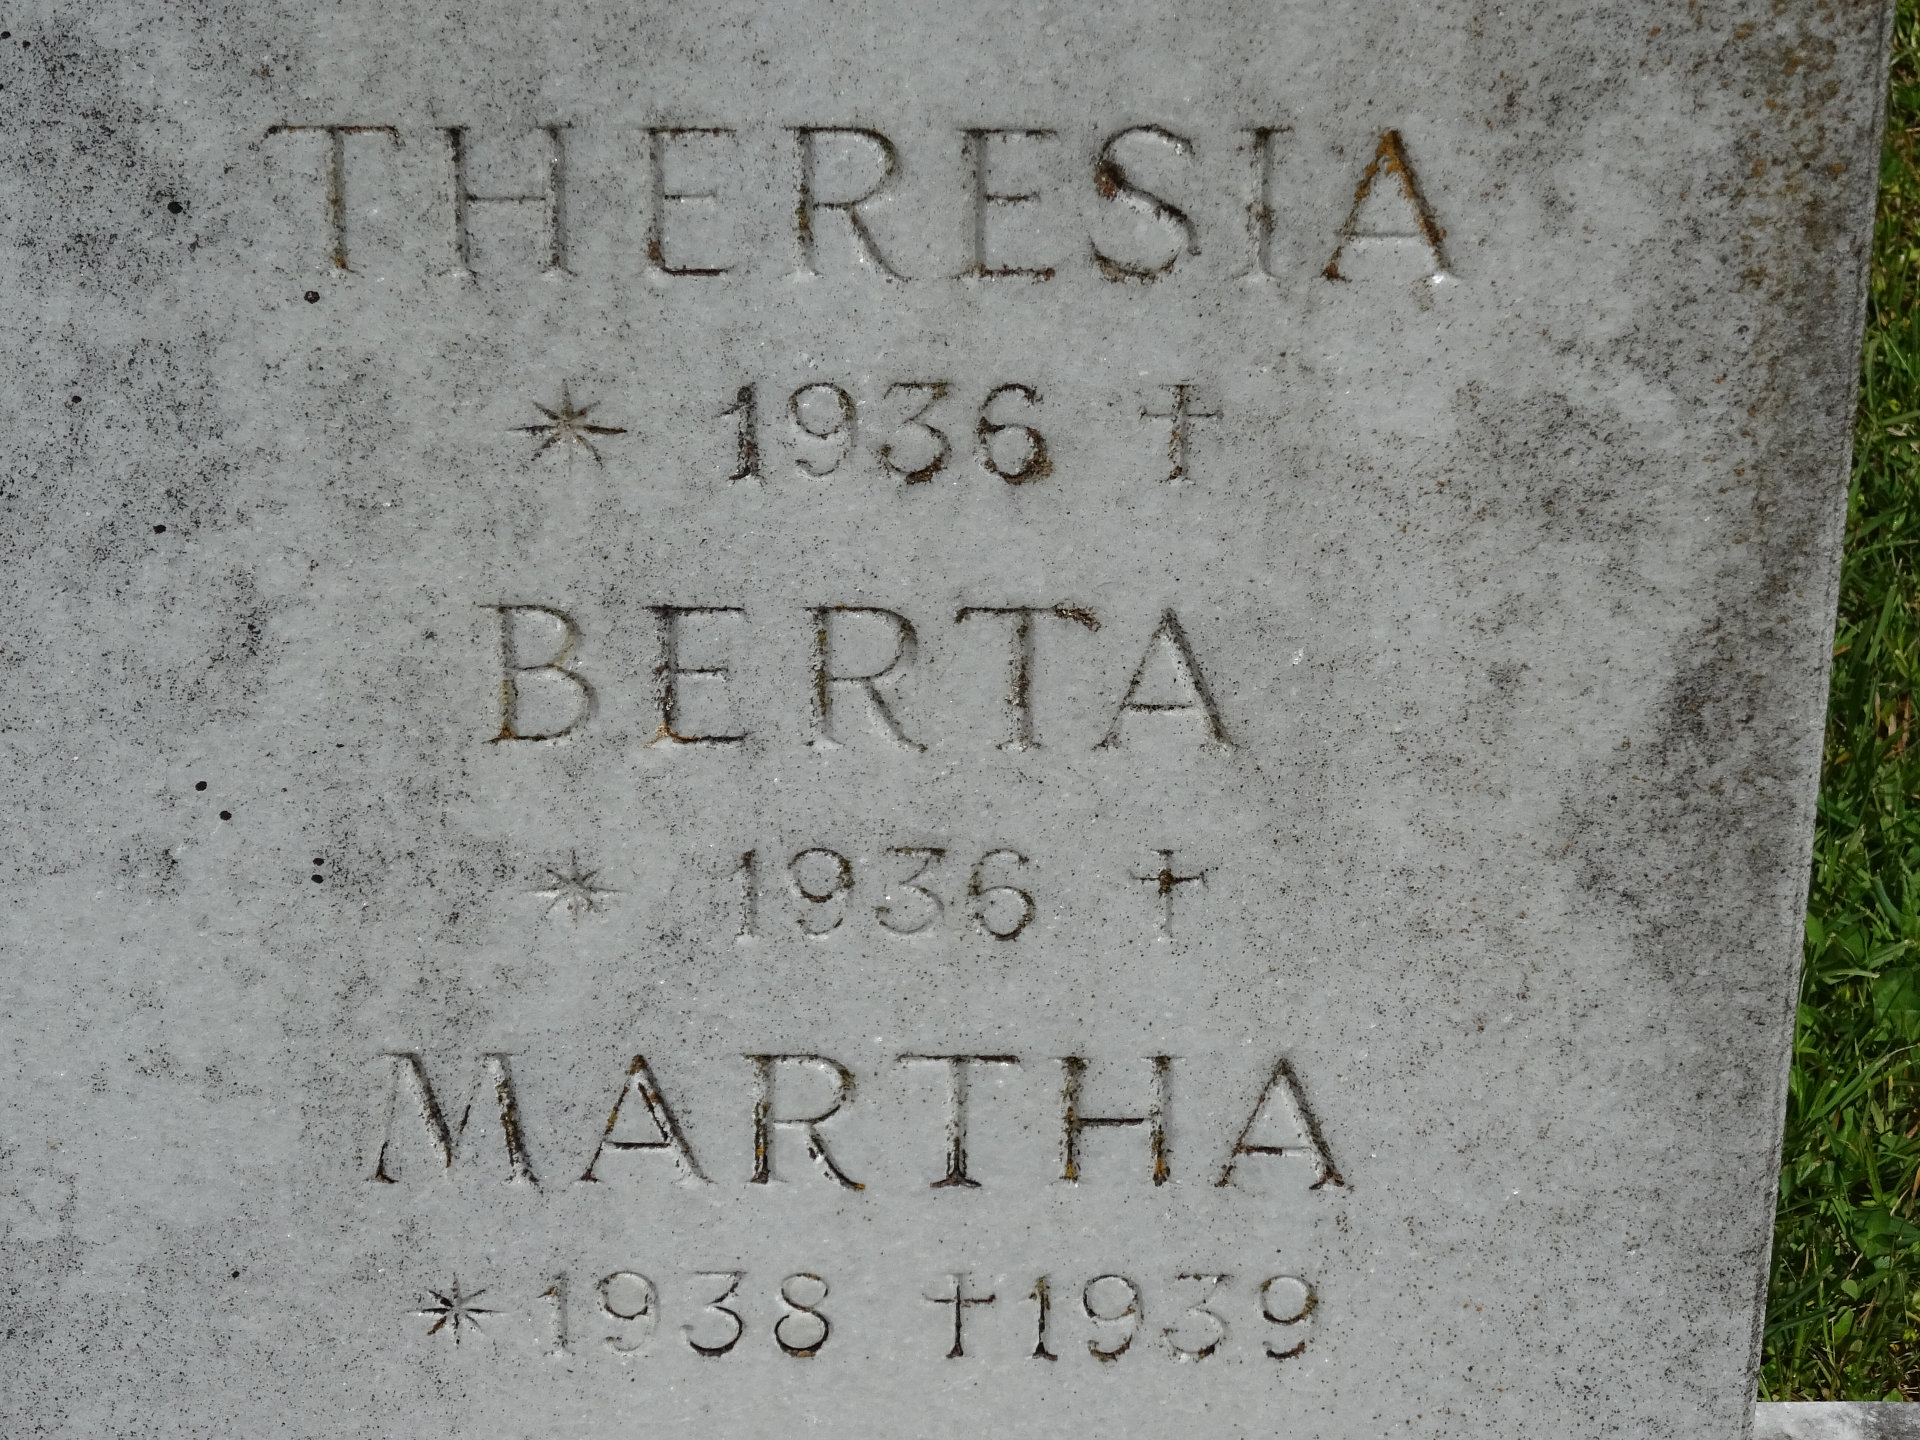 THERESIA
* 1936 †
BERTA
* 1936 †
MARTHA
* 1938 † 1939